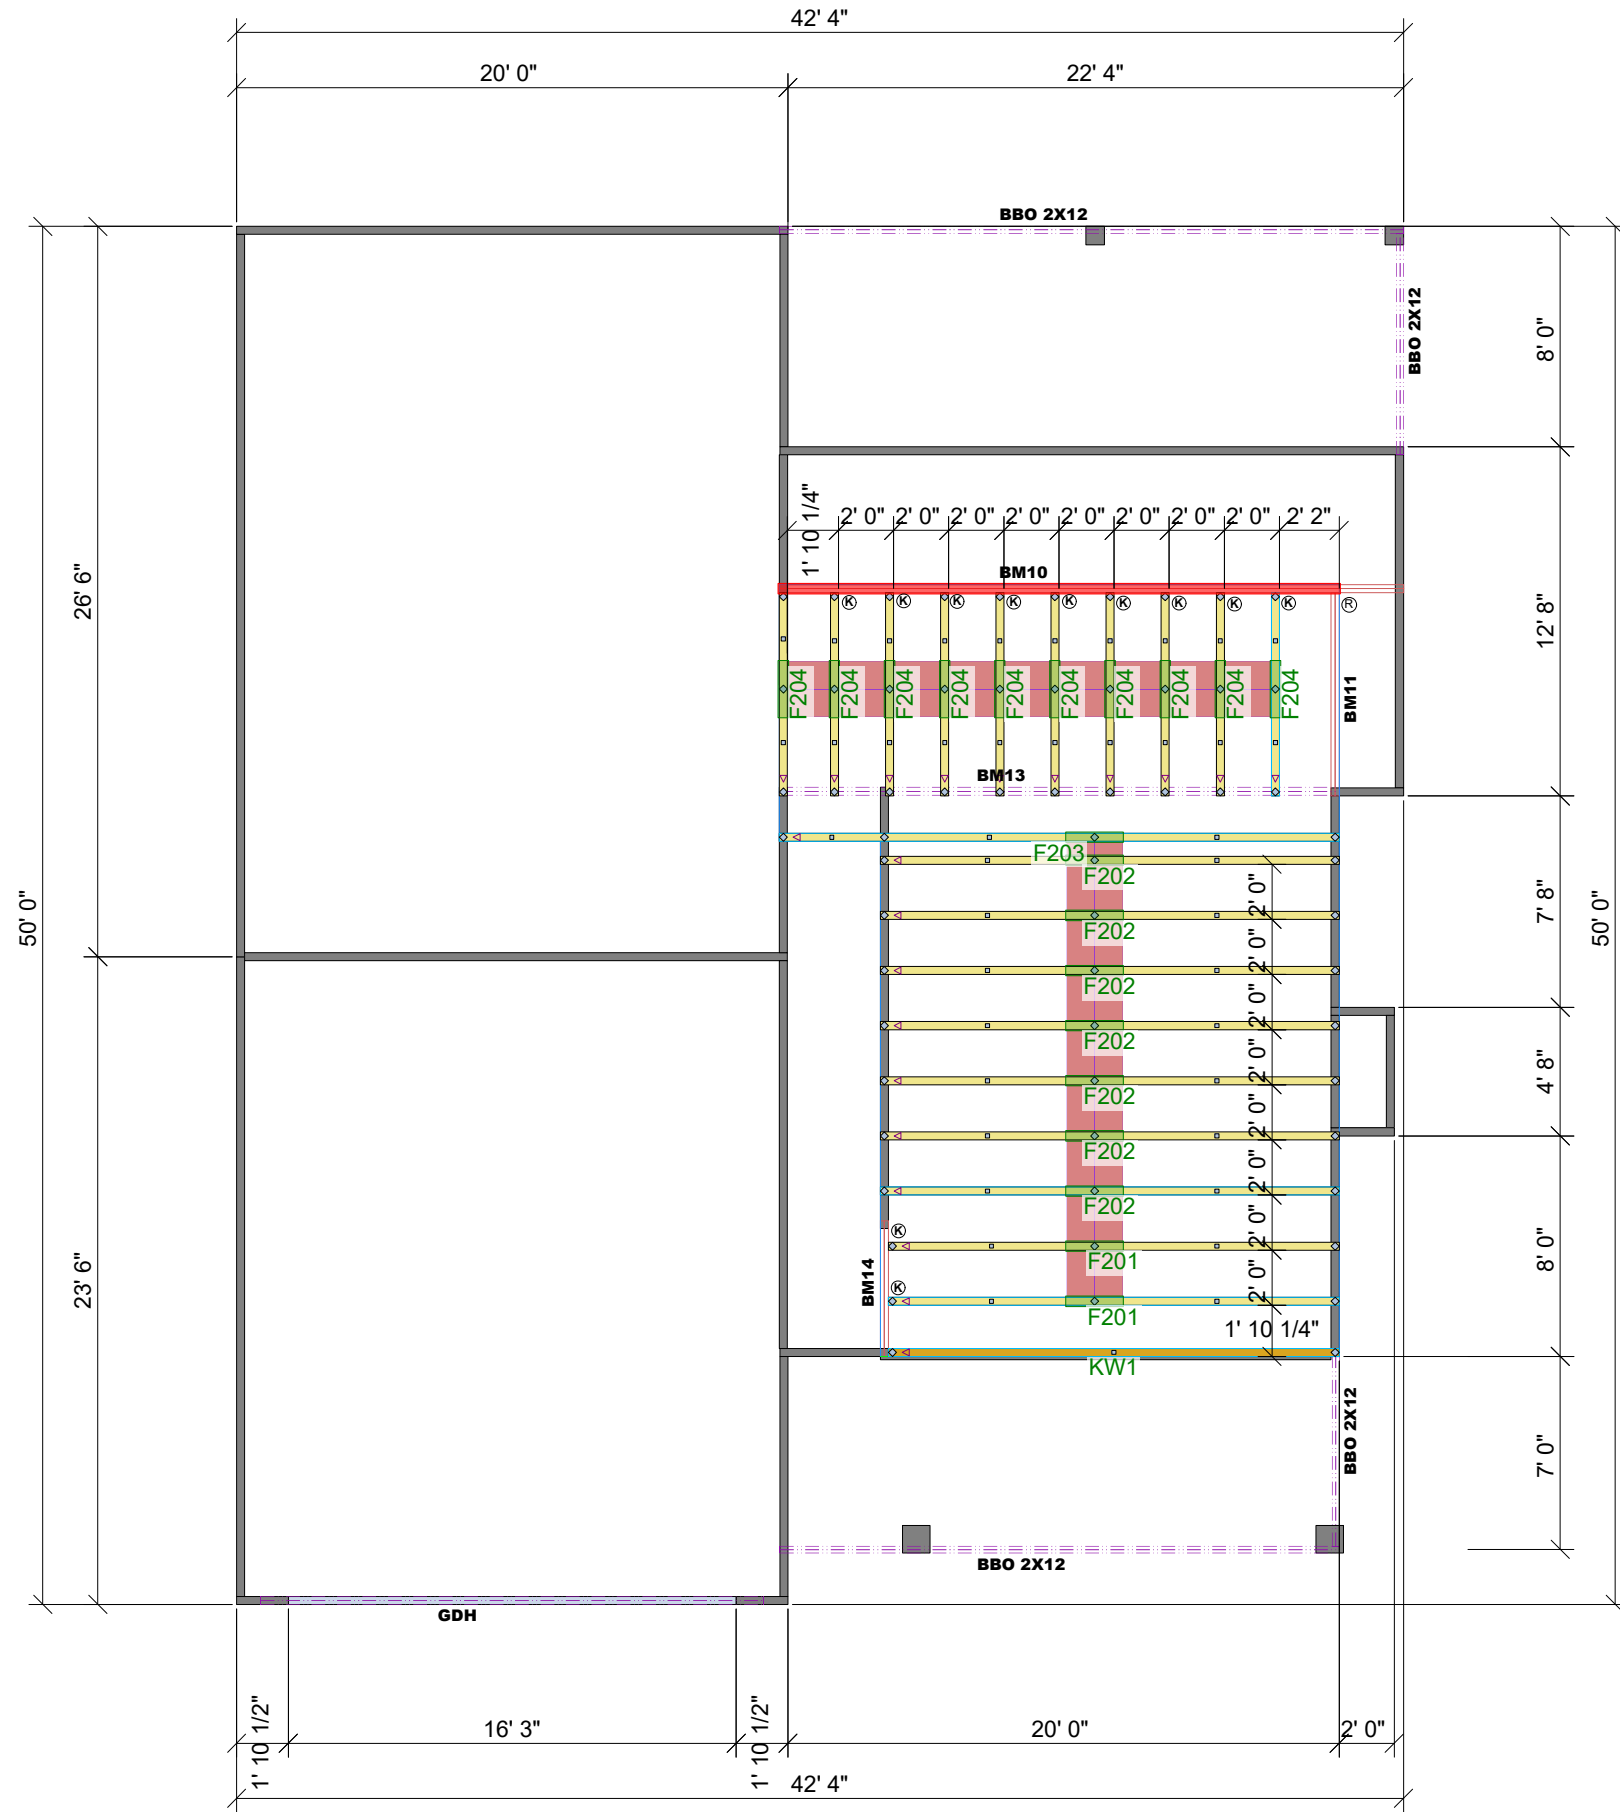 42' 4"
20' 0"
22' 4"
BBO 2X12
BBO 2X12
8' 0"
1' 10 1/4"
2' 0"
2' 0"
2' 0"
2' 0"
2' 0"
2' 0"
2' 0"
2' 0"
2' 2"
BM10
26' 6"
12' 8"
K
K
K
K
K
K
K
K
K
R
F204
F204
F204
F204
F204
F204
F204
F204
F204
F204
BM11
BM13
F203
F202
2' 0"
50' 0"
7' 8"
50' 0"
F202
2' 0"
F202
2' 0"
F202
2' 0"
4' 8"
F202
2' 0"
F202
2' 0"
F202
2' 0"
K
F201
23' 6"
8' 0"
BM14
K
2' 0"
F201
1' 10 1/4"
KW1
BBO 2X12
7' 0"
BBO 2X12
GDH
1' 10 1/2"
16' 3"
1' 10 1/2"
20' 0"
2' 0"
42' 4"